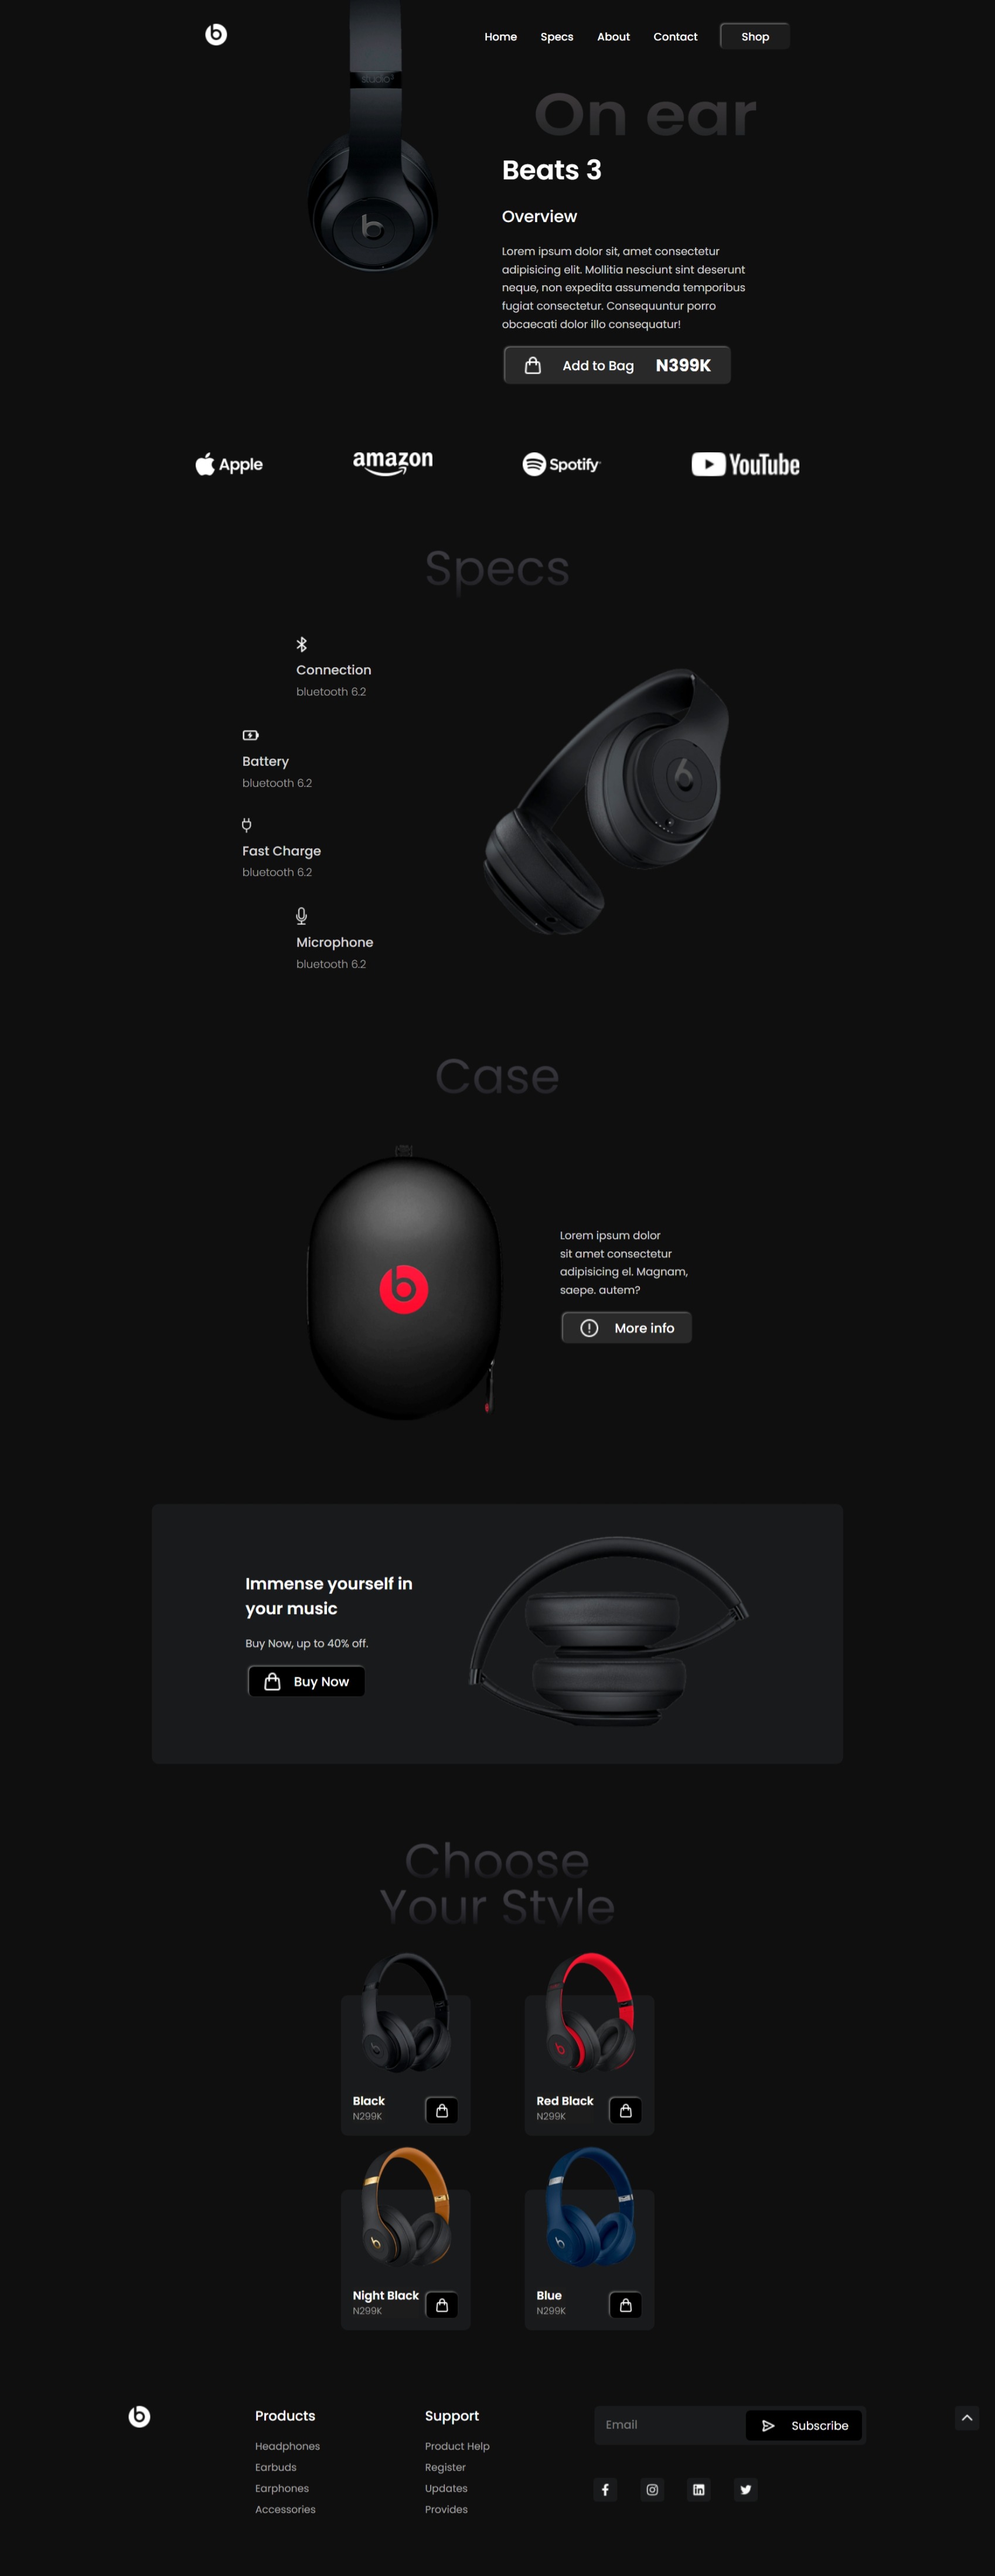 Home Specs About Contact Shop
studio³
On ear
Beats 3
Overview
Lorem ipsum dolor sit, amet consectetur
adipisicing elit. Mollitia nesciunt sint deserunt
neque, non expedita assumenda temporibus
fugiat consectetur. Consequuntur porro
obcaecati dolor illo consequatur!
Add to Bag N399K
Apple amazon Spotify YouTube
Specs
Connection
bluetooth 6.2
Battery
bluetooth 6.2
Fast Charge
bluetooth 6.2
Microphone
bluetooth 6.2
Case
Lorem ipsum dolor
sit amet consectetur
adipisicing el. Magnam,
saepe. autem?
More info
Immense yourself in
your music
Buy Now, up to 40% off.
Buy Now
Choose
Your Style
Black
N299K
Red Black
N299K
Night Black
N299K
Blue
N299K
Products
Headphones
Earbuds
Earphones
Accessories
Support
Product Help
Register
Updates
Provides
Email Subscribe